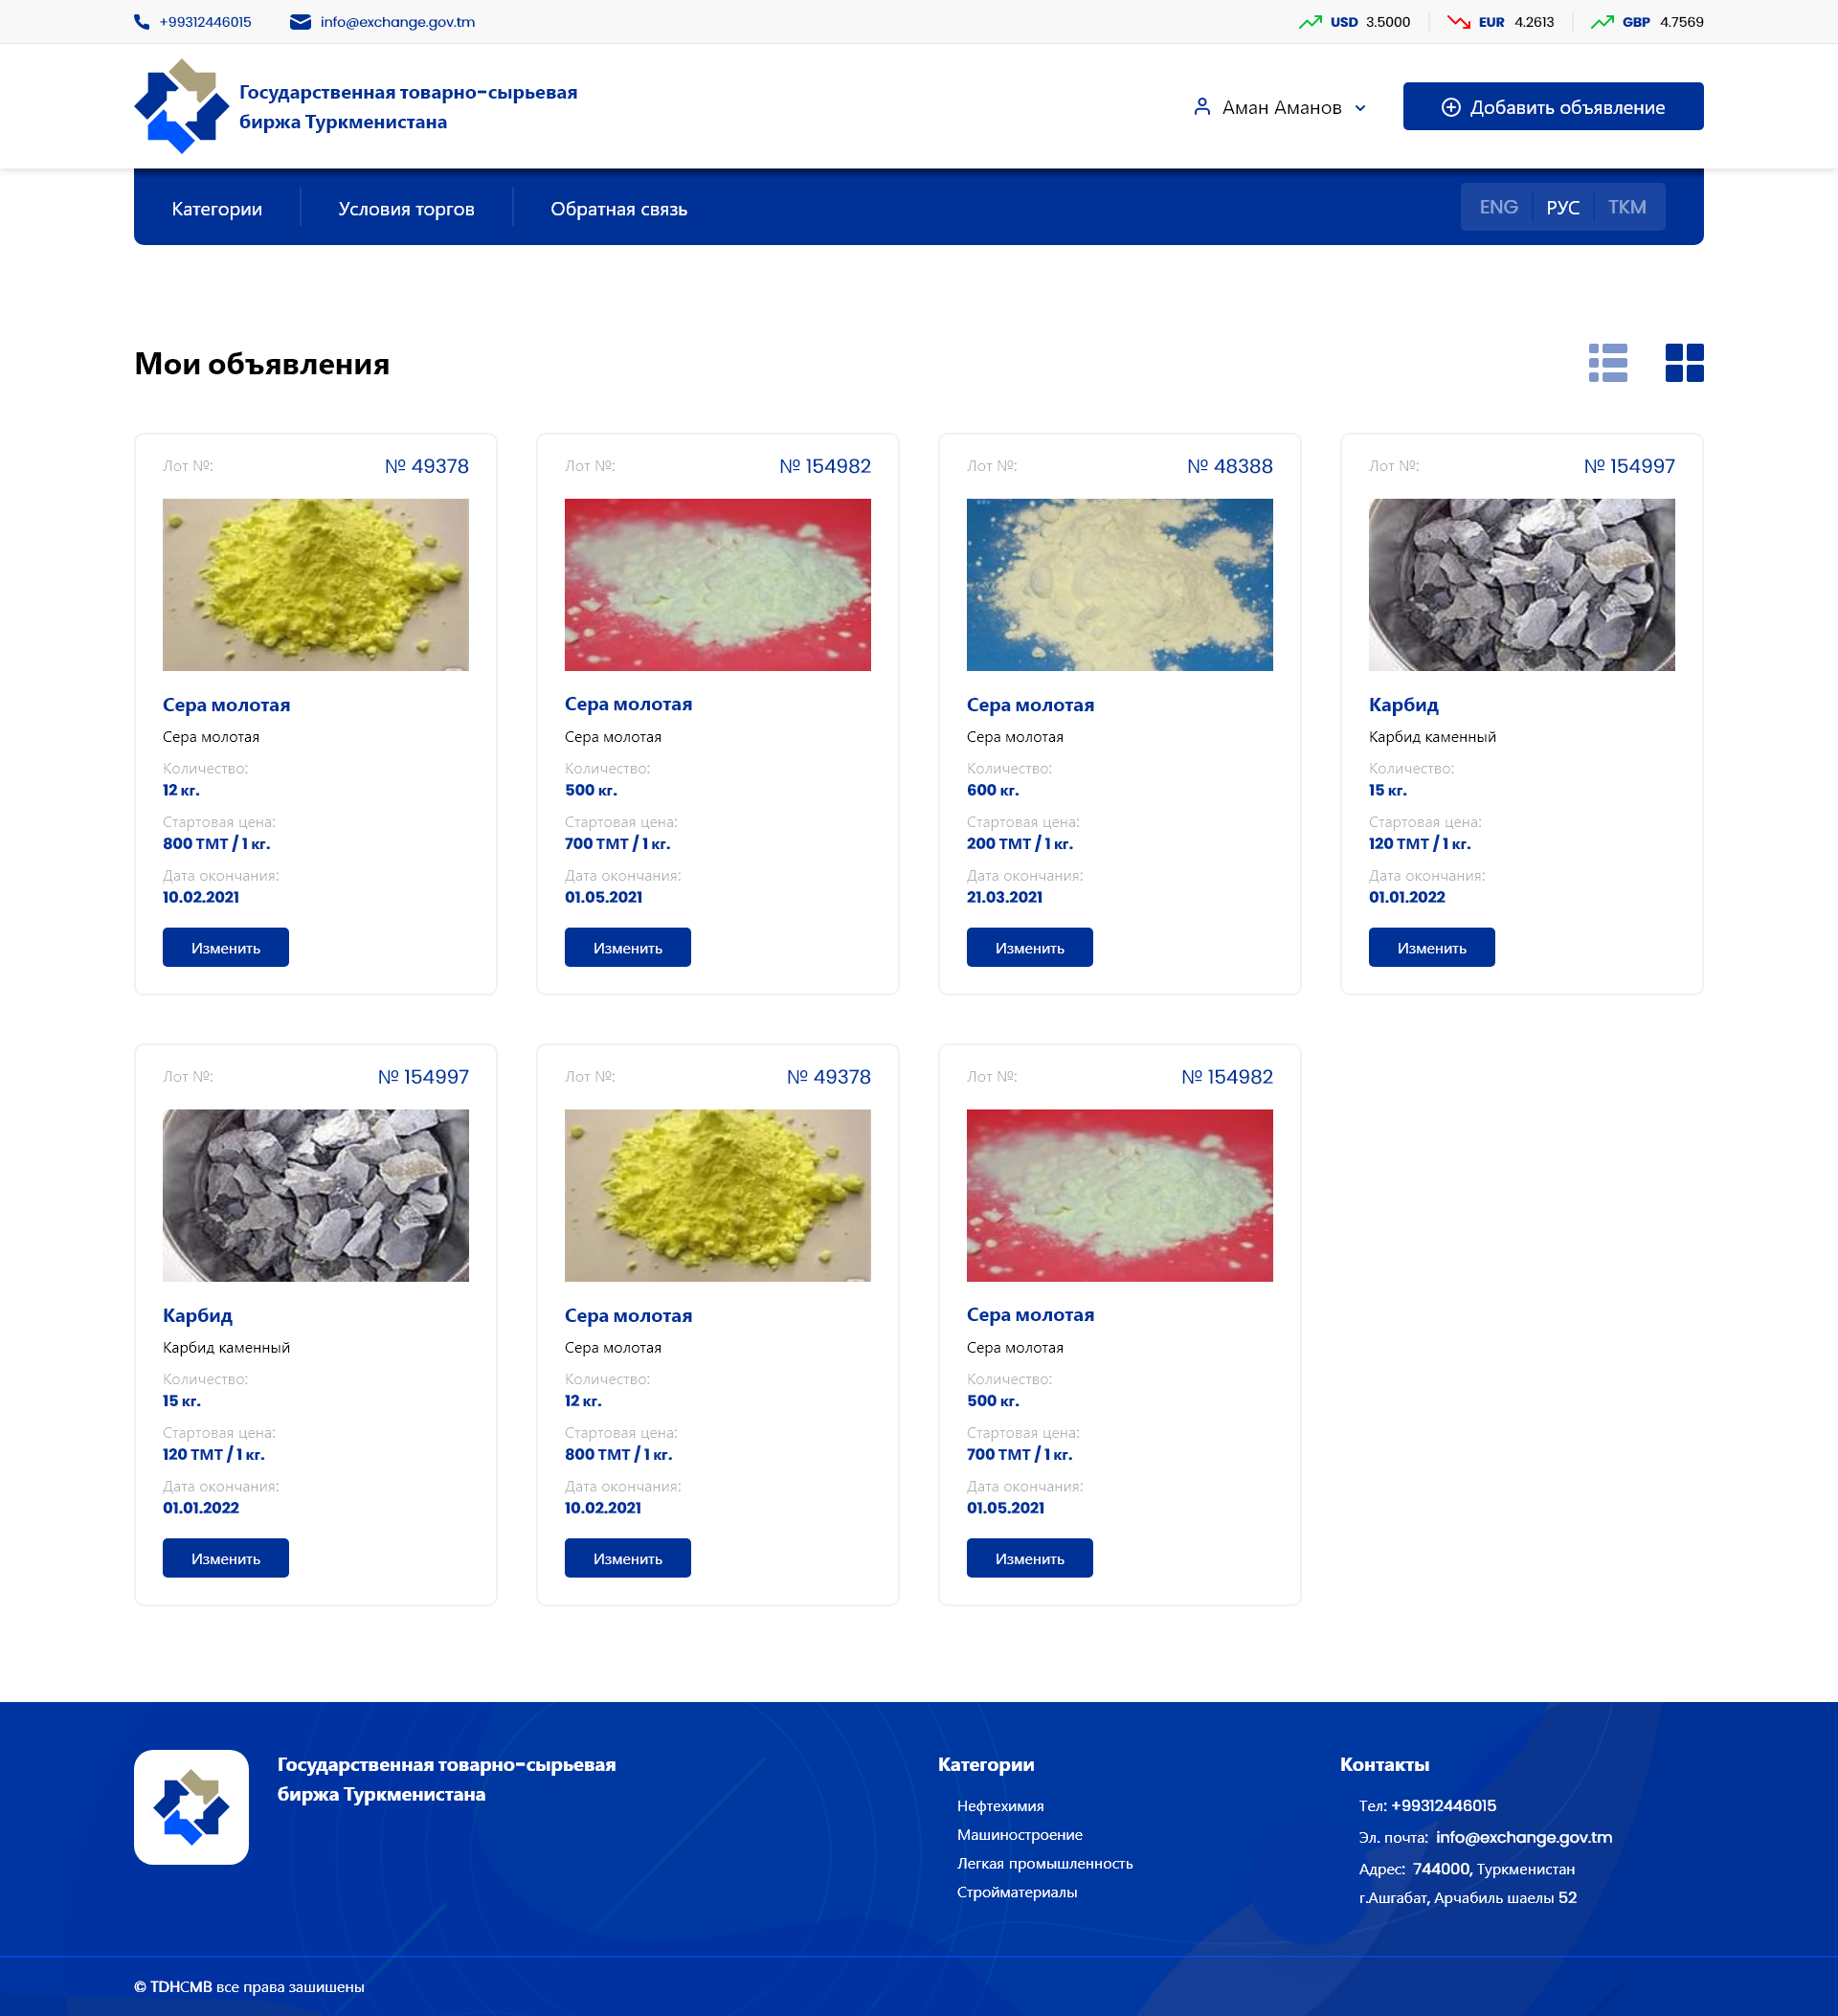 +99312446015 info@exchange.gov.tm USD 3.5000 EUR 4.2613 GBP 4.7569
Государственная товарно-сырьевая
биржа Туркменистана
Аман Аманов Добавить объявление
Категории Условия торгов Обратная связь ENG РУС TKM
Мои объявления
Лот №: № 49378
Сера молотая
Сера молотая
Количество:
12 кг.
Стартовая цена:
800 ТМТ / 1 кг.
Дата окончания:
10.02.2021
Изменить
Лот №: № 154982
Сера молотая
Сера молотая
Количество:
500 кг.
Стартовая цена:
700 ТМТ / 1 кг.
Дата окончания:
01.05.2021
Изменить
Лот №: № 48388
Сера молотая
Сера молотая
Количество:
600 кг.
Стартовая цена:
200 ТМТ / 1 кг.
Дата окончания:
21.03.2021
Изменить
Лот №: № 154997
Карбид
Карбид каменный
Количество:
15 кг.
Стартовая цена:
120 ТМТ / 1 кг.
Дата окончания:
01.01.2022
Изменить
Лот №: № 154997
Карбид
Карбид каменный
Количество:
15 кг.
Стартовая цена:
120 ТМТ / 1 кг.
Дата окончания:
01.01.2022
Изменить
Лот №: № 49378
Сера молотая
Сера молотая
Количество:
12 кг.
Стартовая цена:
800 ТМТ / 1 кг.
Дата окончания:
10.02.2021
Изменить
Лот №: № 154982
Сера молотая
Сера молотая
Количество:
500 кг.
Стартовая цена:
700 ТМТ / 1 кг.
Дата окончания:
01.05.2021
Изменить
Государственная товарно-сырьевая
биржа Туркменистана
Категории
Нефтехимия
Машиностроение
Легкая промышленность
Стройматериалы
Контакты
Тел: +99312446015
Эл. почта: info@exchange.gov.tm
Адрес: 744000, Туркменистан
г.Ашгабат, Арчабиль шаелы 52
© TDHCMB все права зашишены